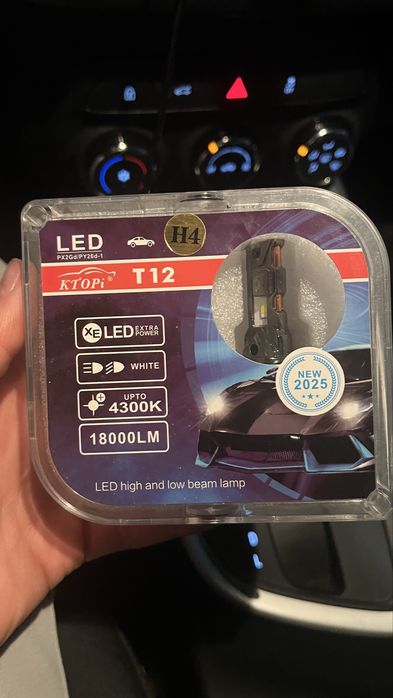 LED
PX2Gd/PY26d-1
H4
KTOPi®
T12
XE LED EXTRA
POWER
WHITE
UPTO
4300K
18000LM
NEW
2025
LED high and low beam lamp